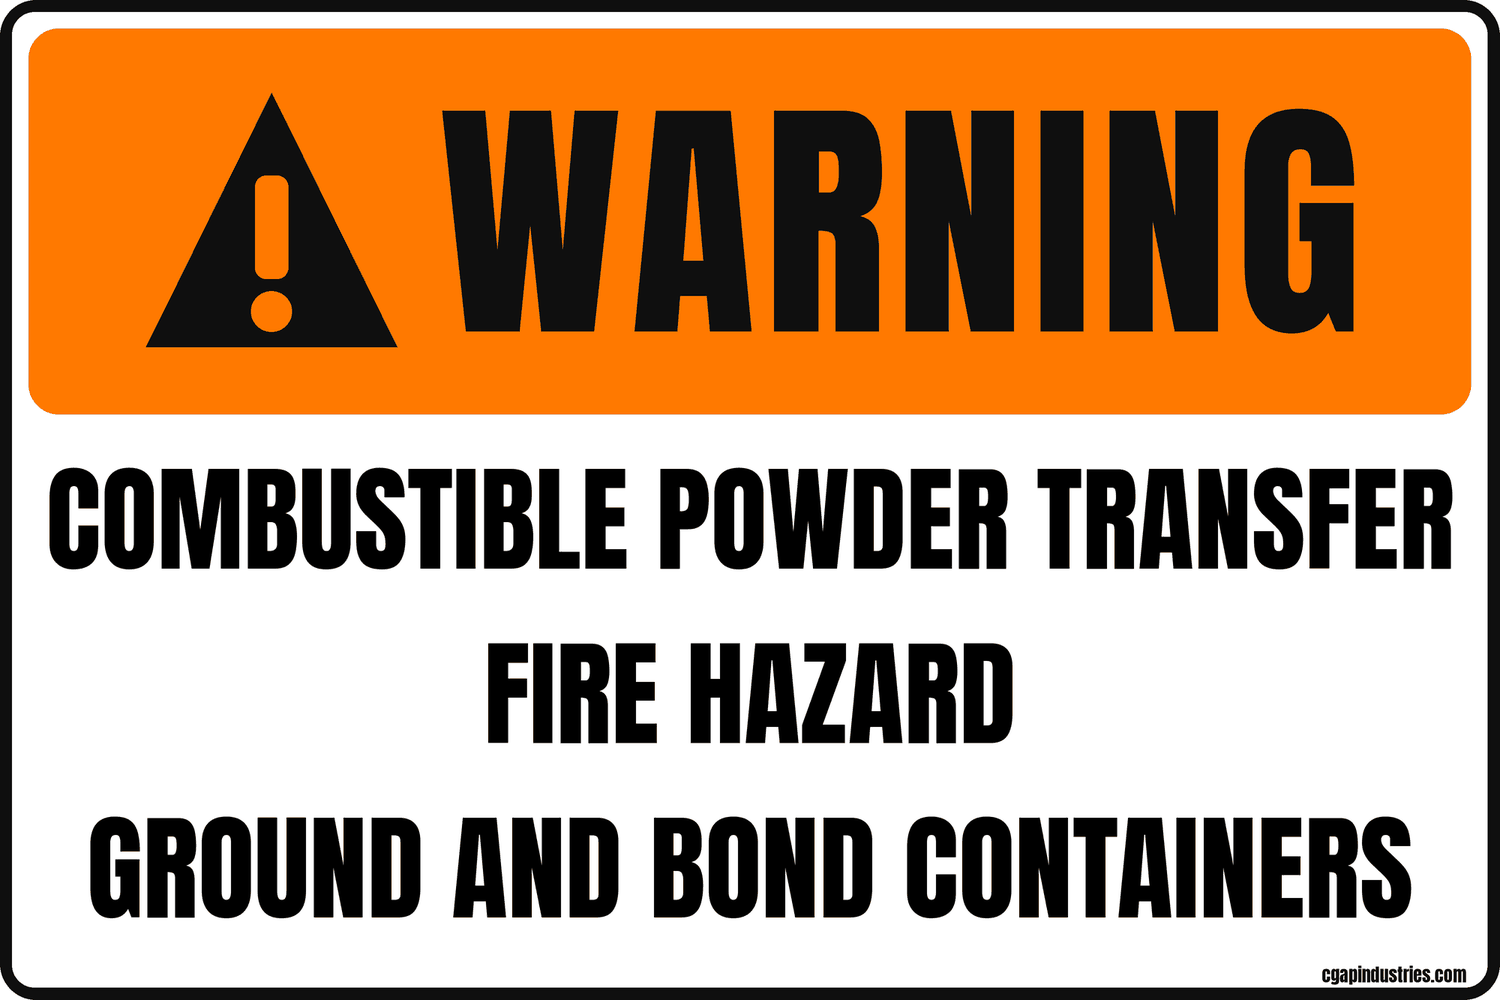 WARNING
COMBUSTIBLE POWDER TRANSFER
FIRE HAZARD
GROUND AND BOND CONTAINERS
cgapindustries.com